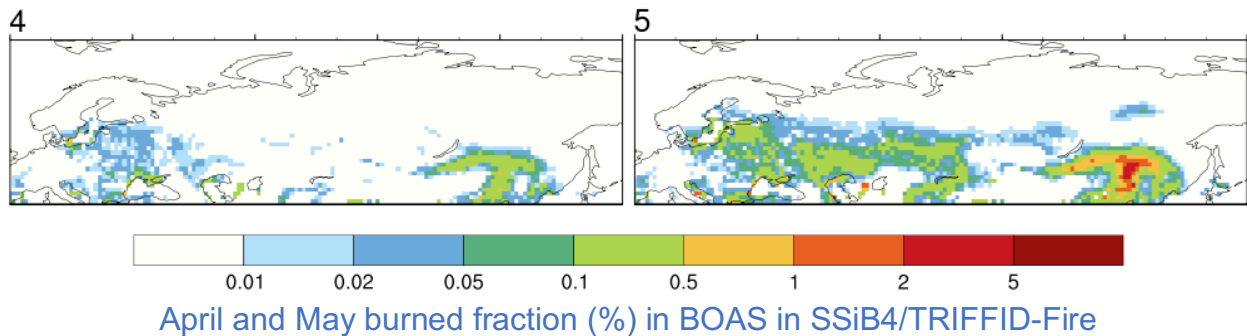 4
5
0.01 0.02 0.05 0.1 0.5 1 2 5
April and May burned fraction (%) in BOAS in SSiB4/TRIFFID-Fire